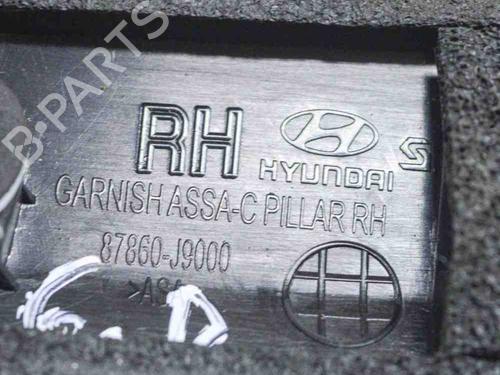 B-PARTS
RH
HYUNDAI
GARNISH ASSA-C PILLAR RH
87860-J9000